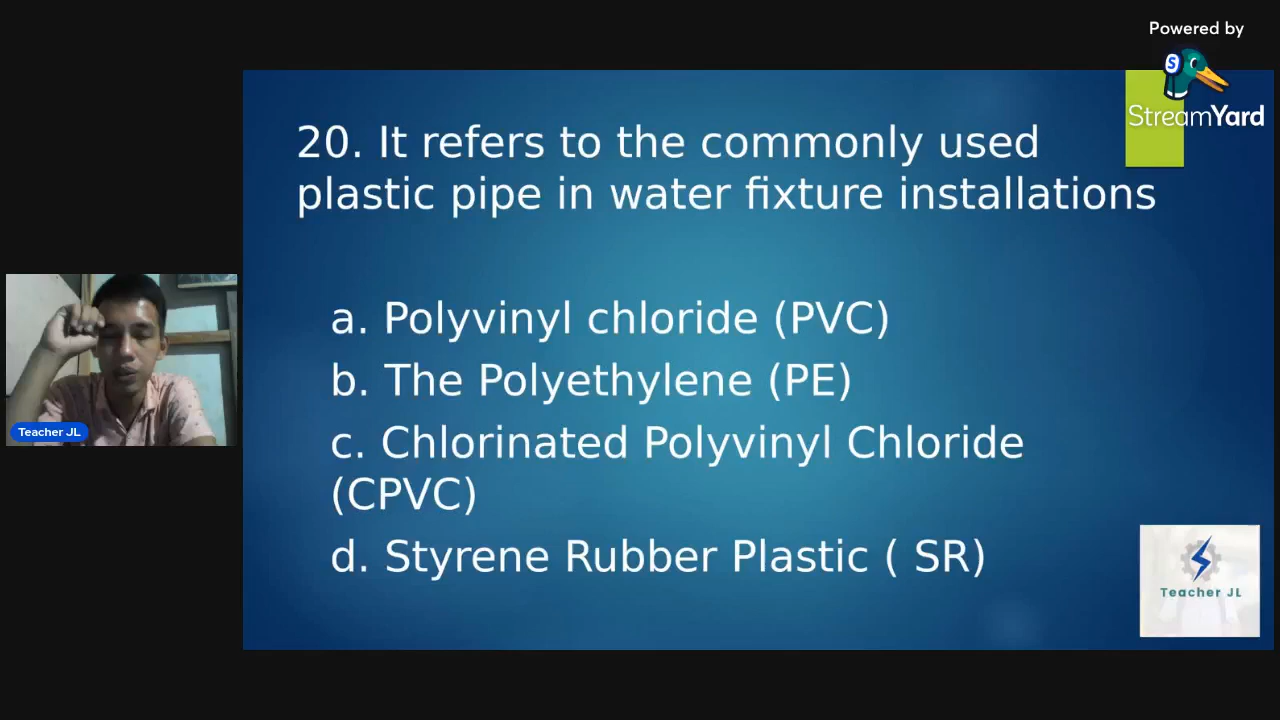 Powered by
StreamYard
20. It refers to the commonly used
plastic pipe in water fixture installations
a. Polyvinyl chloride (PVC)
b. The Polyethylene (PE)
c. Chlorinated Polyvinyl Chloride
(CPVC)
d. Styrene Rubber Plastic ( SR)
Teacher JL
Teacher JL